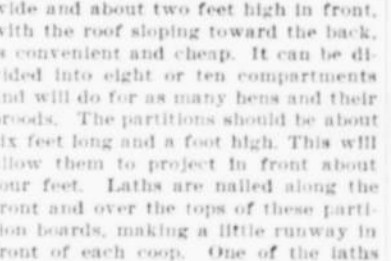 wide and about two feet high in front,
with the roof sloping toward the back,
s convenient and cheap. It can be di-
ided into eight or ten compartments
nd will do for as many hens and their
roods. The partitions should be about
ix feet long and a foot high. This will
llow them to project in front about
our feet. Laths are nailed along the
ront and over the tops of these parti-
ion boards, making a little runway in
ront of each coop. One of the laths